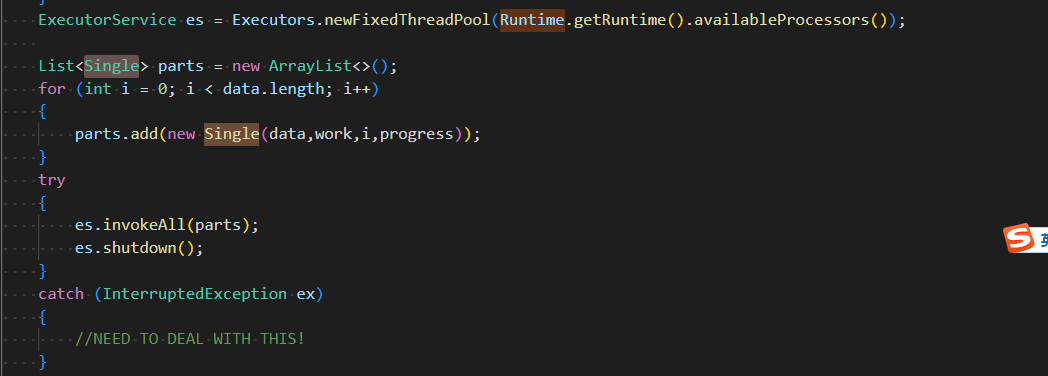 }
ExecutorService es = Executors.newFixedThreadPool(Runtime.getRuntime().availableProcessors());
List<Single> parts = new ArrayList<>();
for (int i = 0; i < data.length; i++)
{
parts.add(new Single(data,work,i,progress));
}
try
{
es.invokeAll(parts);
es.shutdown();
}
catch (InterruptedException ex)
{
//NEED TO DEAL WITH THIS!
}
S